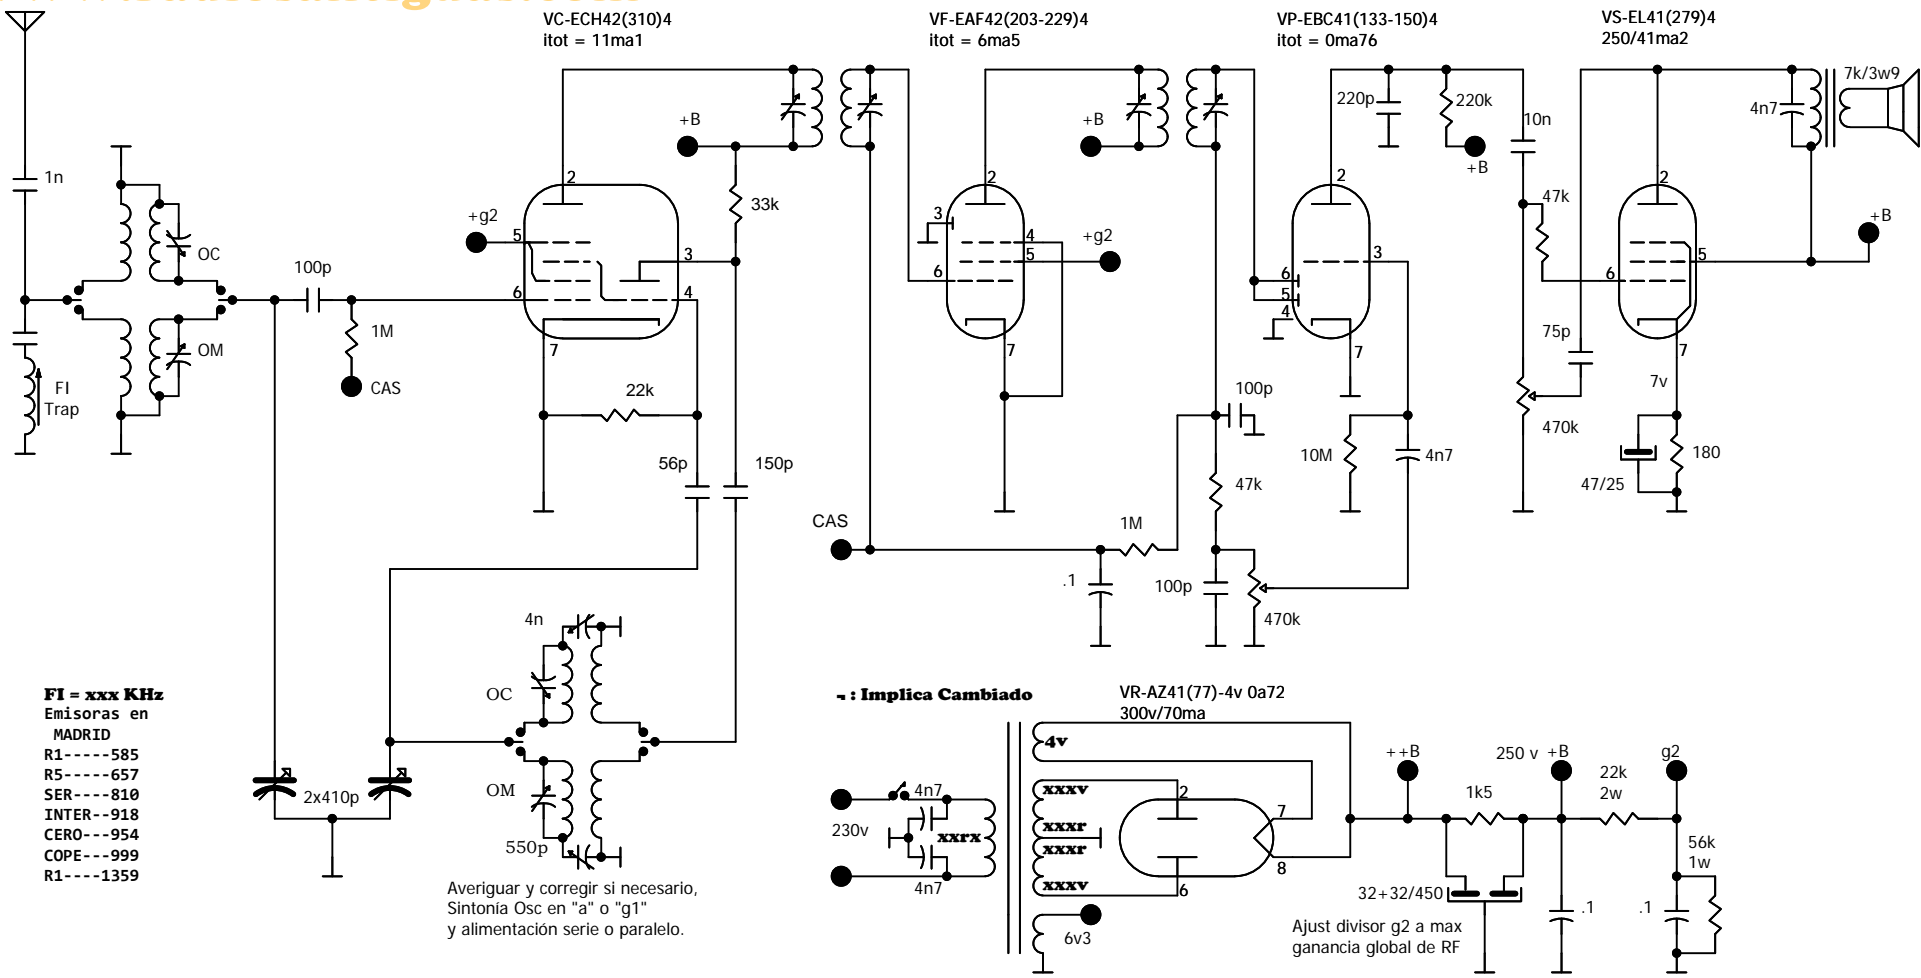 VC-ECH42(310)4
itot = 11ma1
VF-EAF42(203-229)4
itot = 6ma5
VP-EBC41(133-150)4
itot = 0ma76
VS-EL41(279)4
250/41ma2
7k/3w9
4n7
220p
220k
10n
+B
+B
+B
1n
2
2
2
2
47k
33k
+g2
5
3
4
+g2
5
3
+B
5
OC
100p
3
6
4
6
6
5
4
6
1M
OM
7
7
7
7
75p
FI
Trap
CAS
22k
100p
7v
470k
56p
150p
10M
4n7
180
47k
47/25
CAS
1M
.1
100p
470k
4n
OC
FI = xxx KHz
Emisoras en
MADRID
R1-----585
R5-----657
SER----810
INTER--918
CERO---954
COPE---999
R1----1359
¬ : Implica Cambiado
VR-AZ41(77)-4v 0a72
300v/70ma
4v
++B
250 v
+B
g2
22k
2w
1k5
OM
2x410p
550p
4n7
230v
xxrx
4n7
xxxv
xxxr
xxxr
xxxv
2
7
8
6
56k
1w
32+32/450
.1
.1
6v3
Averiguar y corregir si necesario,
Sintonía Osc en "a" o "g1"
y alimentación serie o paralelo.
Ajust divisor g2 a max
ganancia global de RF